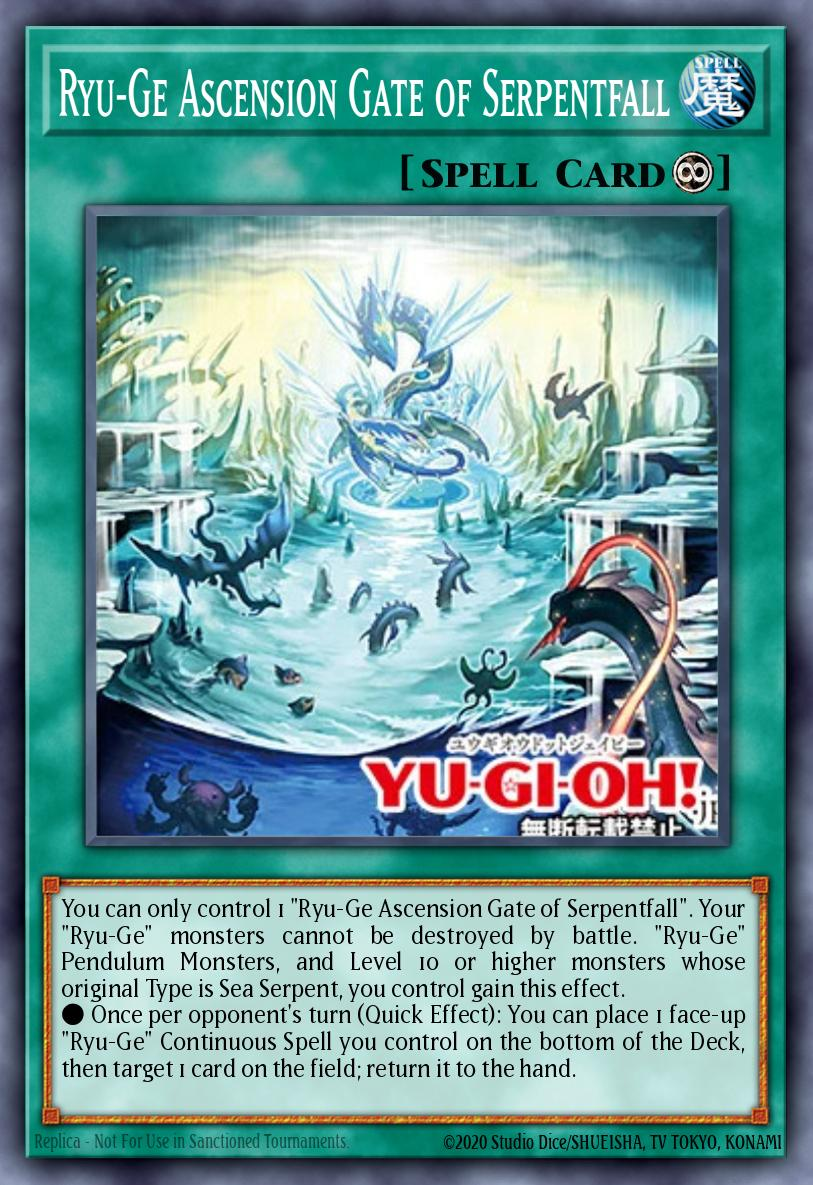 Ryu-Ge Ascension Gate of Serpentfall
SPELL
魔
[Spell Card]
ユウギオウドットジェイピー
YU-GI-OH!
.jp
無断転載禁止
You can only control 1 "Ryu-Ge Ascension Gate of Serpentfall". Your
"Ryu-Ge" monsters cannot be destroyed by battle. "Ryu-Ge"
Pendulum Monsters, and Level 10 or higher monsters whose
original Type is Sea Serpent, you control gain this effect.
● Once per opponent's turn (Quick Effect): You can place 1 face-up
"Ryu-Ge" Continuous Spell you control on the bottom of the Deck,
then target 1 card on the field; return it to the hand.
Replica - Not For Use in Sanctioned Tournaments.
©2020 Studio Dice/SHUEISHA, TV TOKYO, KONAMI